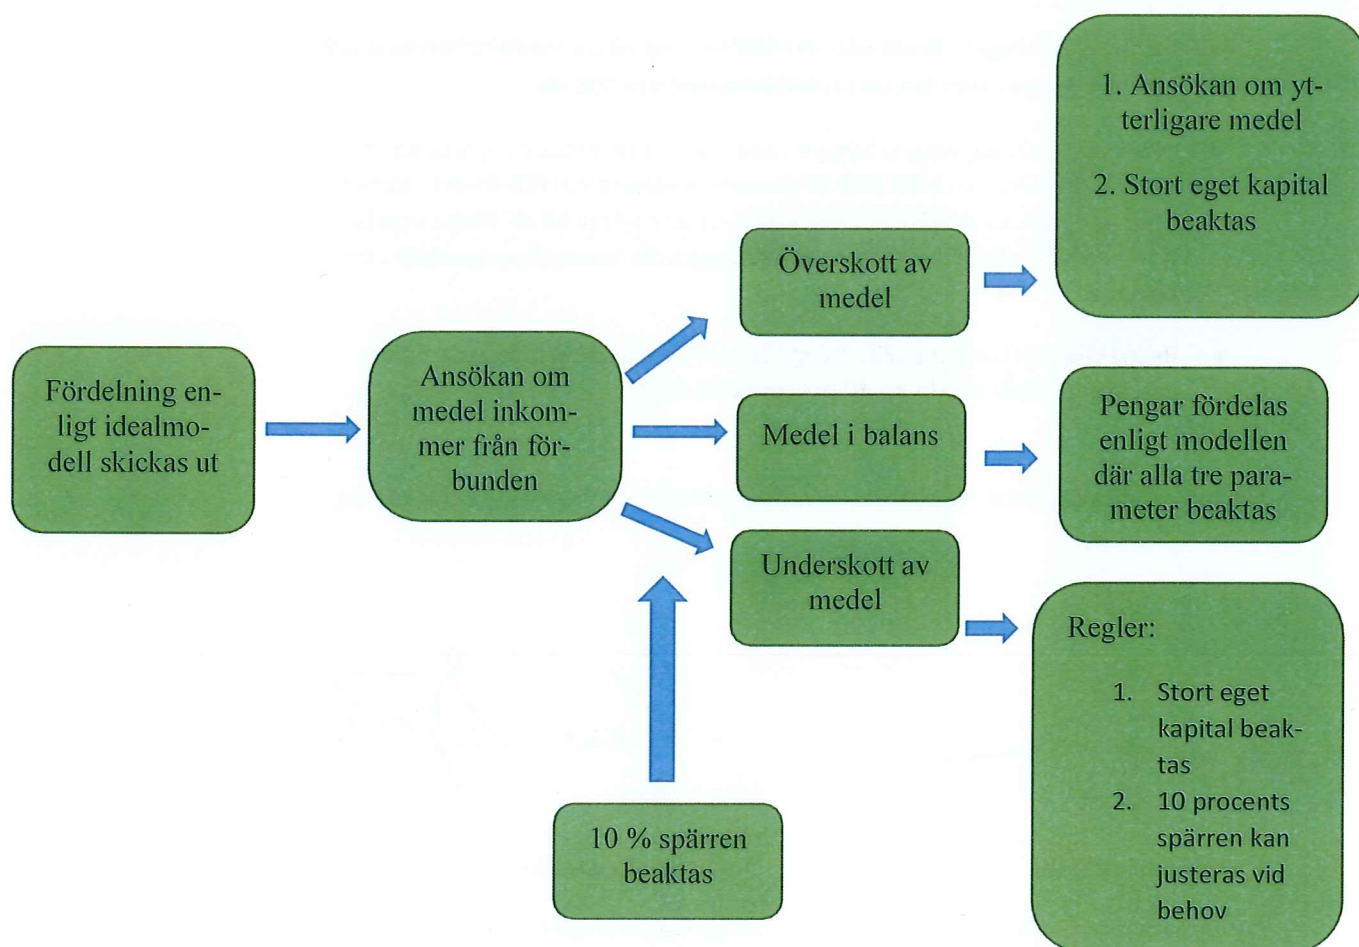 Fördelning en-
ligt idealmo-
dell skickas ut
Ansökan om
medel inkom-
mer från för-
bunden
Överskott av
medel
1. Ansökan om yt-
terligare medel
2. Stort eget kapital
beaktas
Medel i balans
Pengar fördelas
enligt modellen
där alla tre para-
meter beaktas
Underskott av
medel
Regler:
1. Stort eget
kapital beak-
tas
2. 10 procents
spärren kan
justeras vid
behov
10 % spärren
beaktas